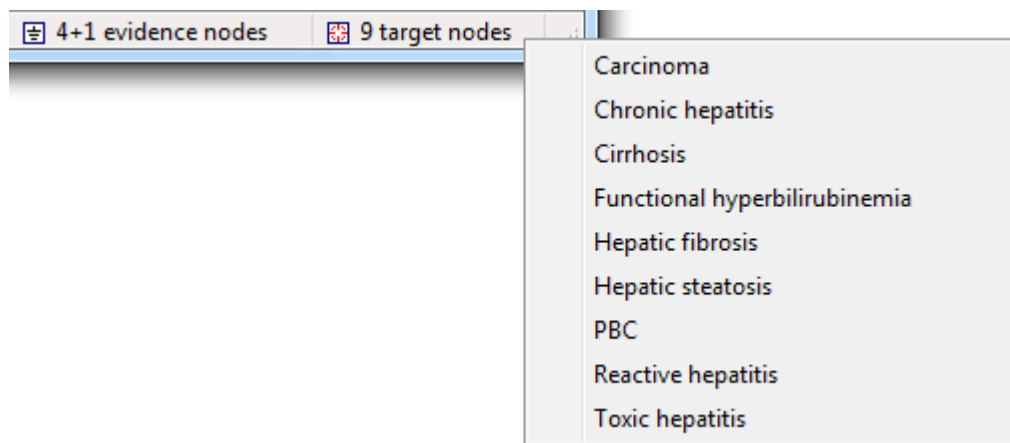 4+1 evidence nodes 9 target nodes
Carcinoma
Chronic hepatitis
Cirrhosis
Functional hyperbilirubinemia
Hepatic fibrosis
Hepatic steatosis
PBC
Reactive hepatitis
Toxic hepatitis